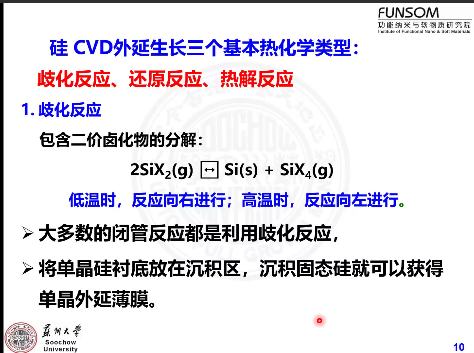 FUNSOM
功能纳米与软物质研究院
Institute of Functional Nano & Soft Materials
硅 CVD外延生长三个基本热化学类型：
歧化反应、还原反应、热解反应
1. 歧化反应
包含二价卤化物的分解：
2SiX₂(g) ↔ Si(s) + SiX₄(g)
低温时，反应向右进行；高温时，反应向左进行。
➢ 大多数的闭管反应都是利用歧化反应，
➢ 将单晶硅衬底放在沉积区，沉积固态硅就可以获得
单晶外延薄膜。
苏州大学
Soochow
University
10